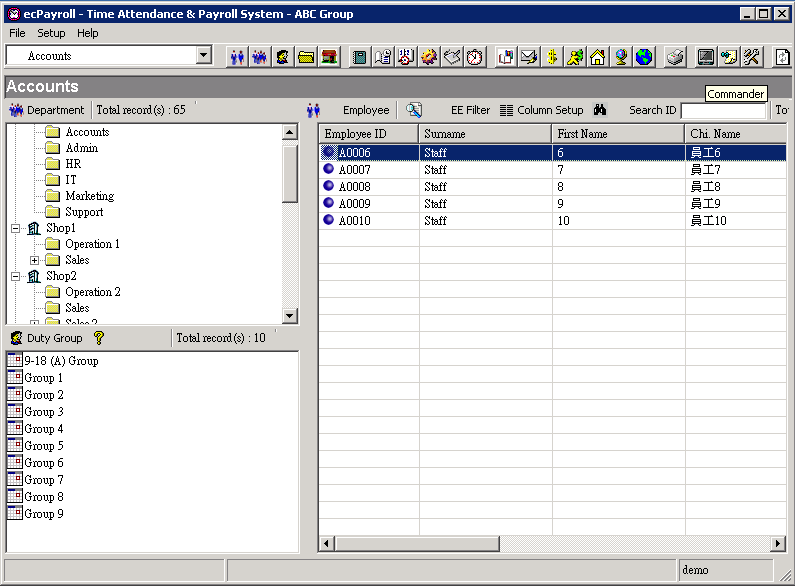 ecPayroll - Time Attendance & Payroll System - ABC Group
File Setup Help
Accounts
Accounts
Commander
Department Total record(s) : 65 Employee EE Filter Column Setup Search ID
Accounts
Admin
HR
IT
Marketing
Support
Shop1
Operation 1
Sales
Shop2
Operation 2
Sales
Employee ID Surname First Name Chi. Name
A0006 Staff 6 員工6
A0007 Staff 7 員工7
A0008 Staff 8 員工8
A0009 Staff 9 員工9
A0010 Staff 10 員工10
Duty Group Total record(s) : 10
9-18 (A) Group
Group 1
Group 2
Group 3
Group 4
Group 5
Group 6
Group 7
Group 8
Group 9
demo